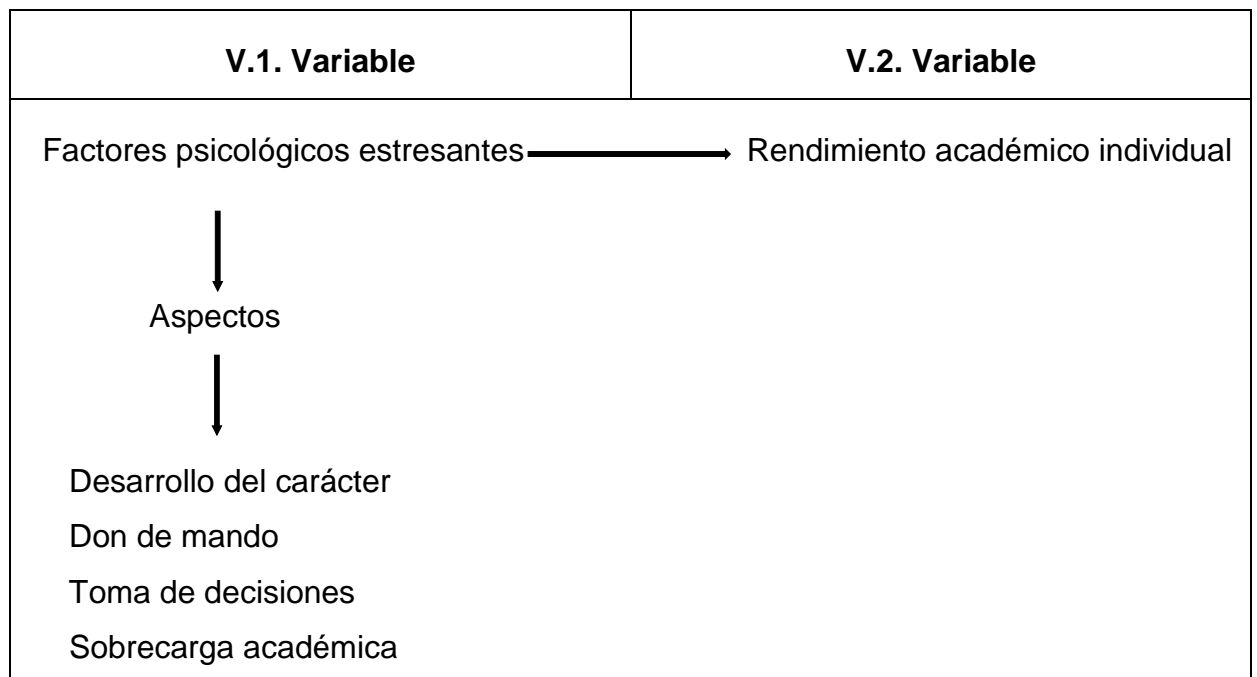 V.1. Variable
V.2. Variable
Factores psicológicos estresantes
Rendimiento académico individual
Aspectos
Desarrollo del carácter
Don de mando
Toma de decisiones
Sobrecarga académica